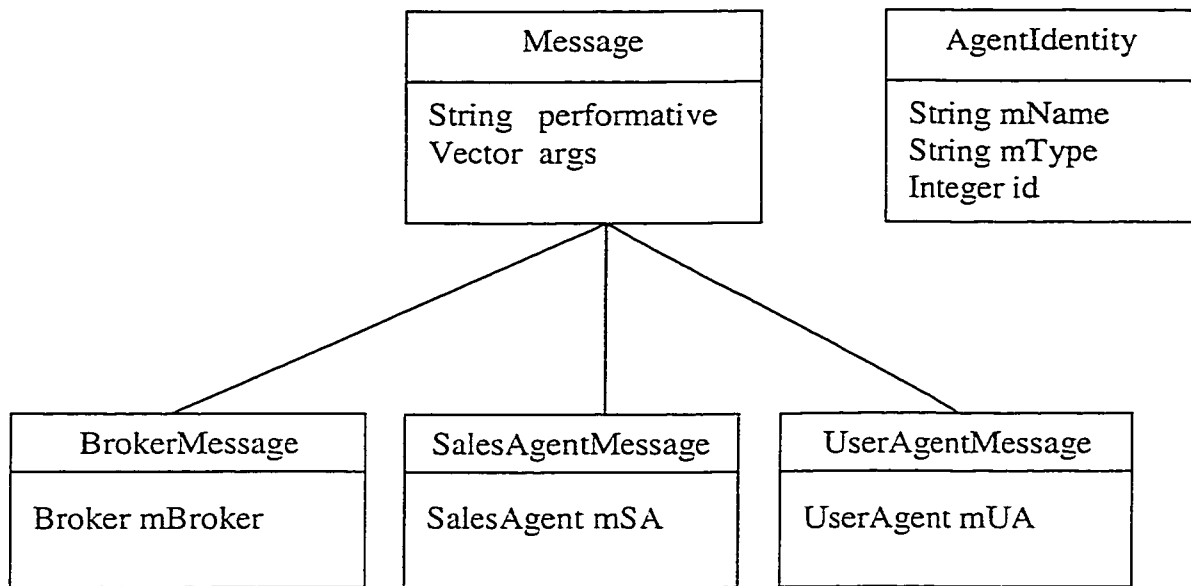 Message
String performative
Vector args
AgentIdentity
String mName
String mType
Integer id
BrokerMessage
Broker mBroker
SalesAgentMessage
SalesAgent mSA
UserAgentMessage
UserAgent mUA